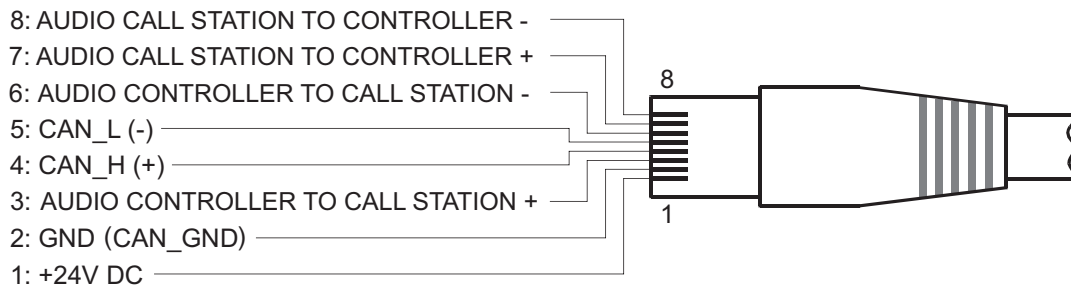 8: AUDIO CALL STATION TO CONTROLLER -
7: AUDIO CALL STATION TO CONTROLLER +
6: AUDIO CONTROLLER TO CALL STATION -
5: CAN_L (-)
4: CAN_H (+)
3: AUDIO CONTROLLER TO CALL STATION +
2: GND (CAN_GND)
1: +24V DC
8
1